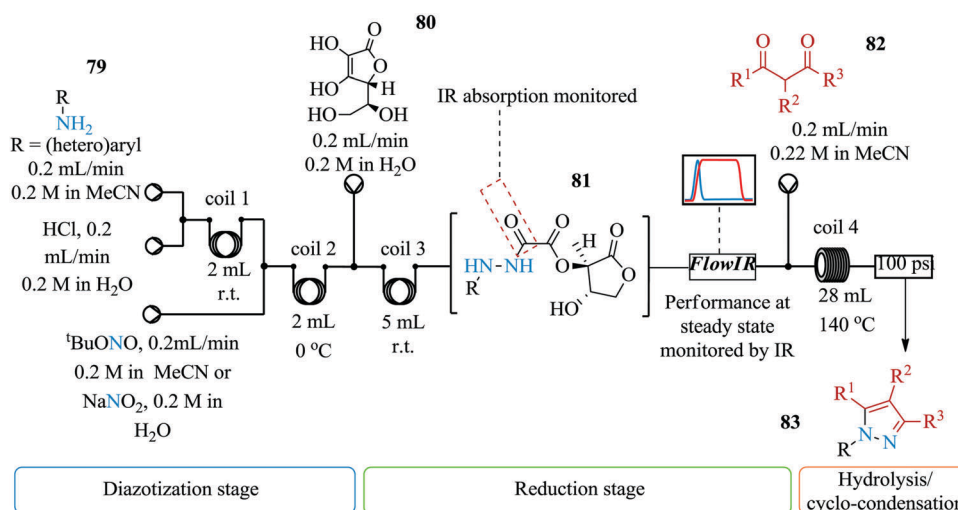 79
R
NH2
R = (hetero)aryl
0.2 mL/min
0.2 M in MeCN
HCl, 0.2
mL/min
0.2 M in H2O
tBuONO, 0.2mL/min
0.2 M in MeCN or
NaNO2, 0.2 M in
H2O
coil 1
2 mL
r.t.
coil 2
2 mL
0 °C
80
HO
O
HO
O
H
HO
OH
0.2 mL/min
0.2 M in H2O
coil 3
5 mL
r.t.
IR absorption monitored
81
O
O
HN-NH
R
O
H
O
O
HO
FlowIR
Performance at
steady state
monitored by IR
82
O
O
R1
R3
R2
0.2 mL/min
0.22 M in MeCN
coil 4
28 mL
140 °C
100 psi
83
R1
R2
R3
N
N
R
Diazotization stage
Reduction stage
Hydrolysis/
cyclo-condensation